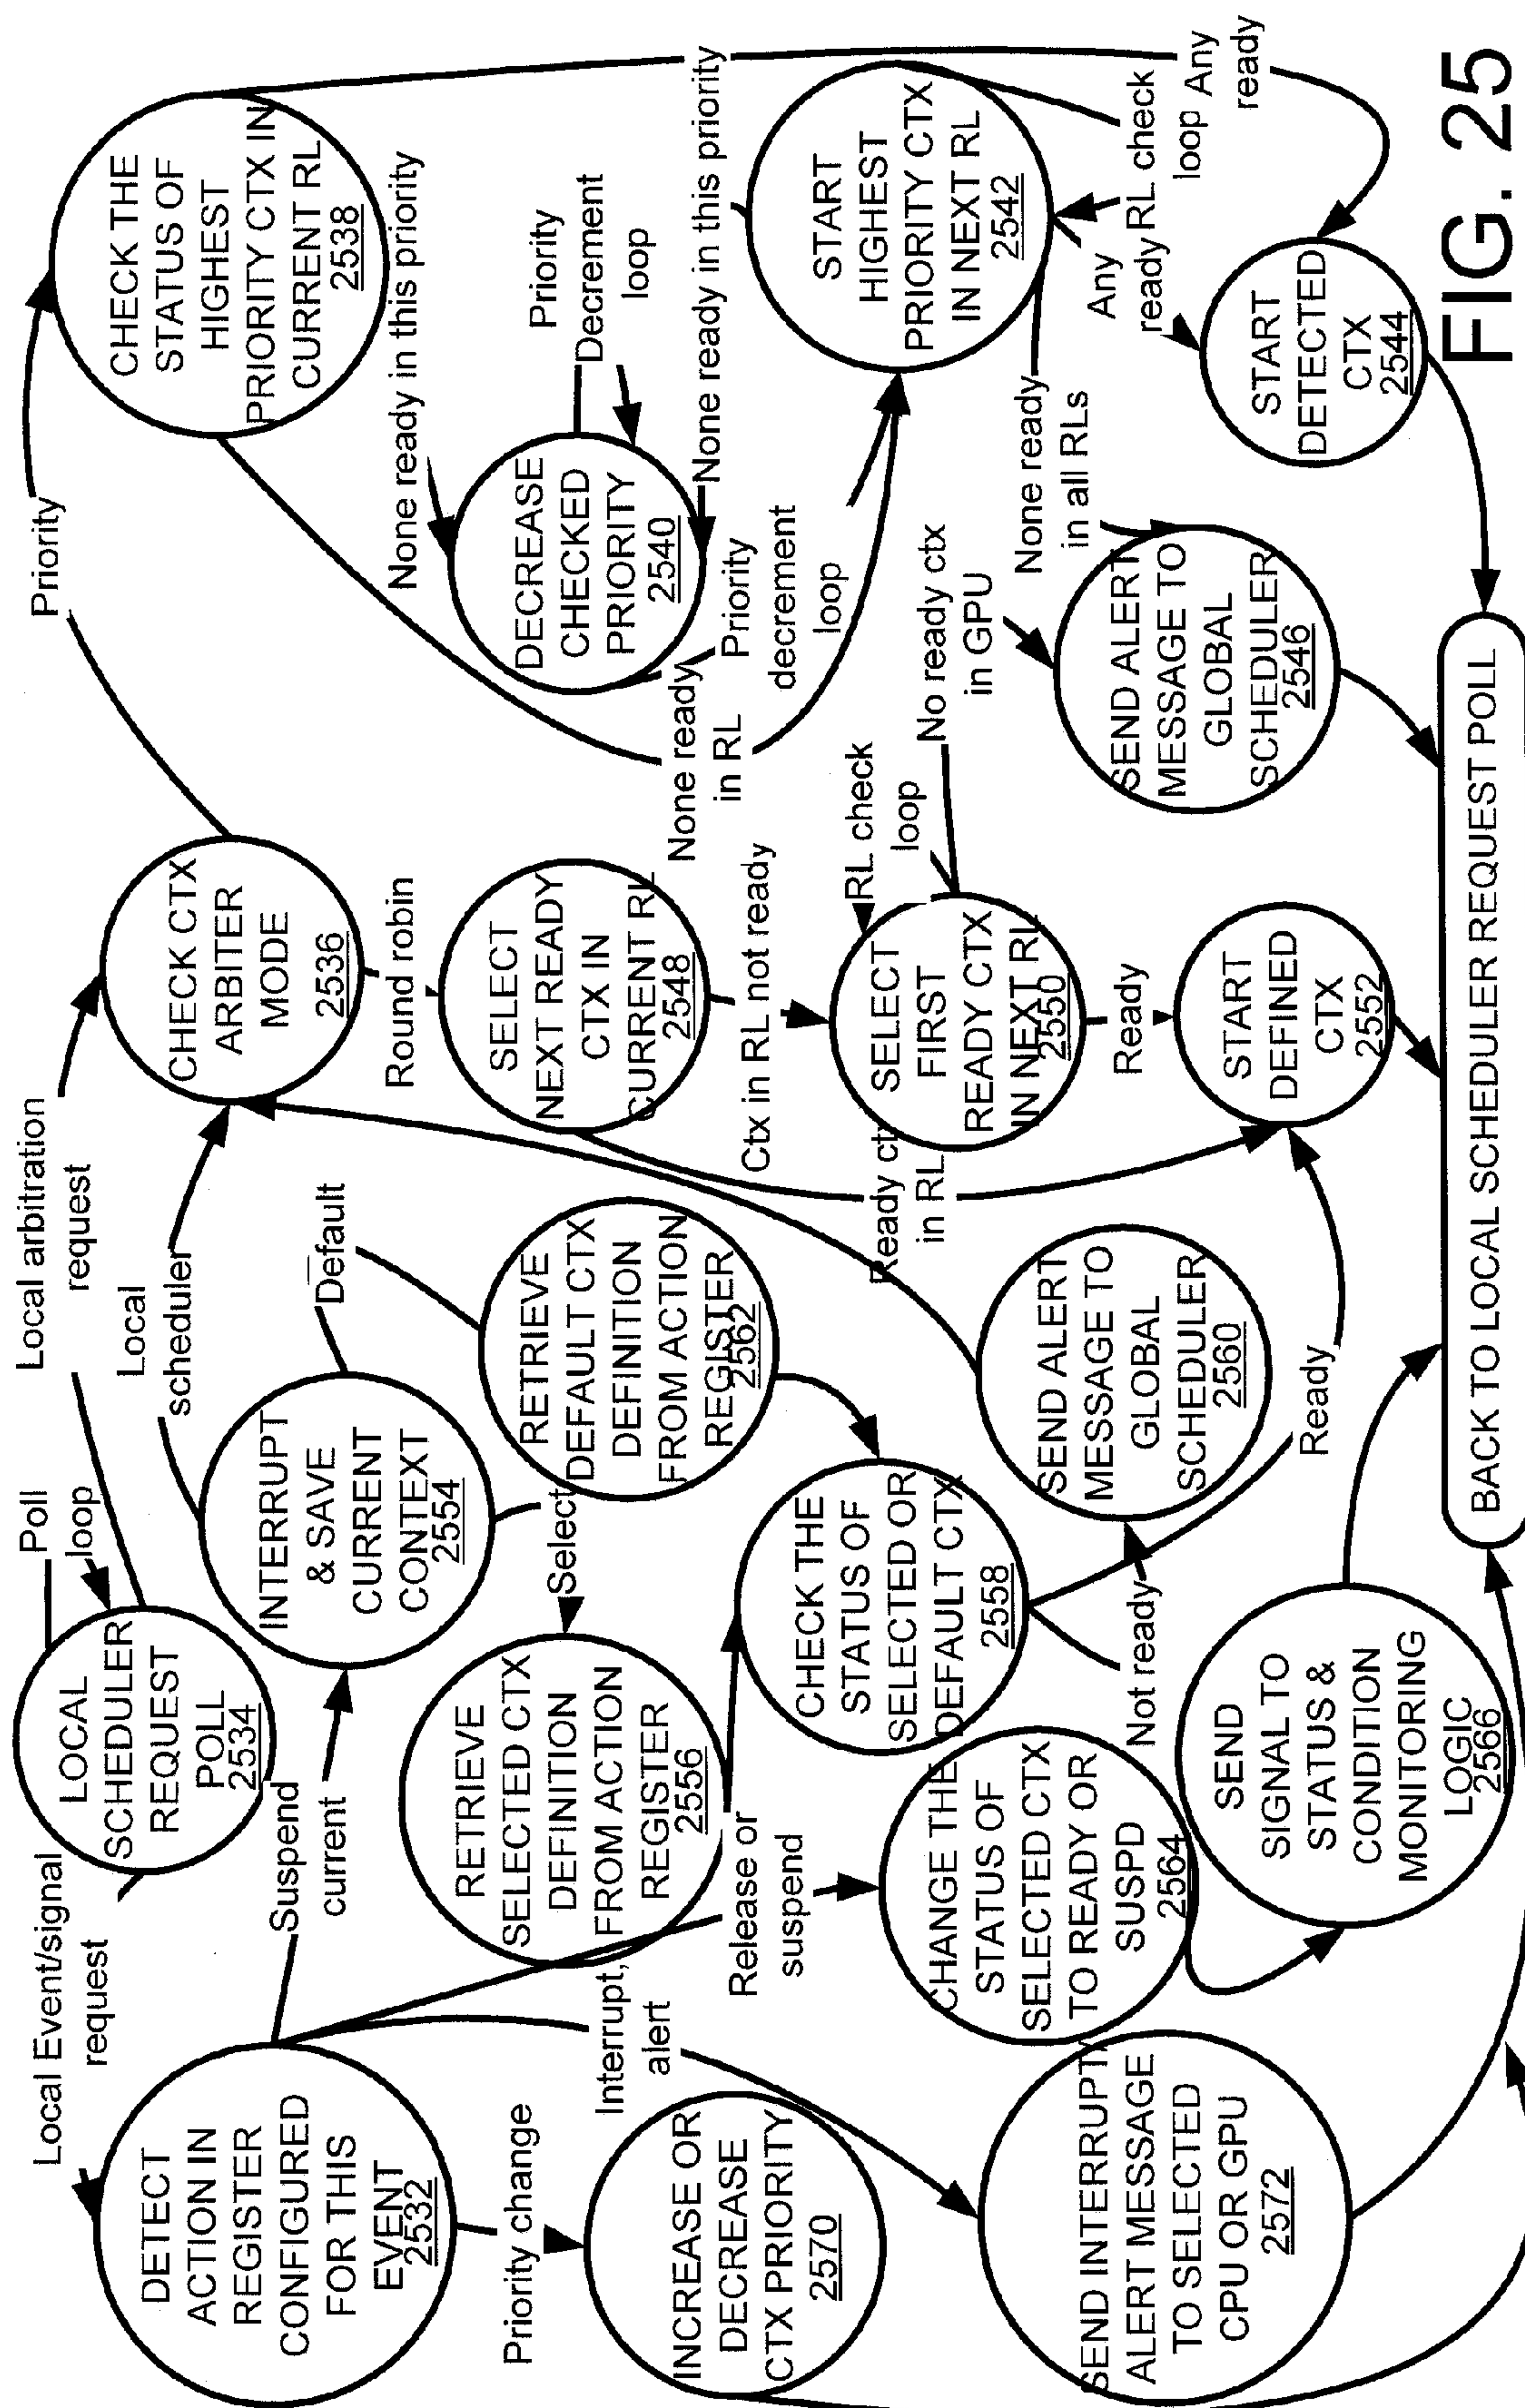 Local Event/signal
request
DETECT
ACTION IN
REGISTER
CONFIGURED
FOR THIS
EVENT
2532
Priority change
INCREASE OR
DECREASE
CTX PRIORITY
2570
Interrupt,
alert
SEND INTERRUPT/
ALERT MESSAGE
TO SELECTED
CPU OR GPU
2572
Poll
loop
LOCAL
SCHEDULER
REQUEST
POLL
2534
Suspend
current
Local arbitration
request
Local
scheduler
INTERRUPT
& SAVE
CURRENT
CONTEXT
2554
Default
Select
RETRIEVE
SELECTED CTX
DEFINITION
FROM ACTION
REGISTER
2556
RETRIEVE
DEFAULT CTX
DEFINITION
FROM ACTION
REGISTER
2562
Release or
suspend
CHECK THE
STATUS OF
SELECTED OR
DEFAULT CTX
2558
CHANGE THE
STATUS OF
SELECTED CTX
TO READY OR
SUSPD
2564
Not ready
SEND ALERT
MESSAGE TO
GLOBAL
SCHEDULER
2560
Ready
SEND
SIGNAL TO
STATUS &
CONDITION
MONITORING
LOGIC
2566
CHECK CTX
ARBITER
MODE
2536
Priority
Round robin
SELECT
NEXT READY
CTX IN
CURRENT RL
2548
Ctx in RL not ready
Ready ctx
in RL
RL check
loop
SELECT
FIRST
READY CTX
IN NEXT RL
2550
No ready ctx
in GPU
Ready
START
DEFINED
CTX
2552
CHECK THE
STATUS OF
HIGHEST
PRIORITY CTX IN
CURRENT RL
2538
None ready in this priority
Priority
Decrement
loop
DECREASE
CHECKED
PRIORITY
2540
None ready
in RL
Priority
decrement
loop
None ready in this priority
START
HIGHEST
PRIORITY CTX
IN NEXT RL
2542
None ready
in all RLs
Any
ready
RL check
loop
Any
ready
SEND ALERT
MESSAGE TO
GLOBAL
SCHEDULER
2546
START
DETECTED
CTX
2544
BACK TO LOCAL SCHEDULER REQUEST POLL
FIG. 25